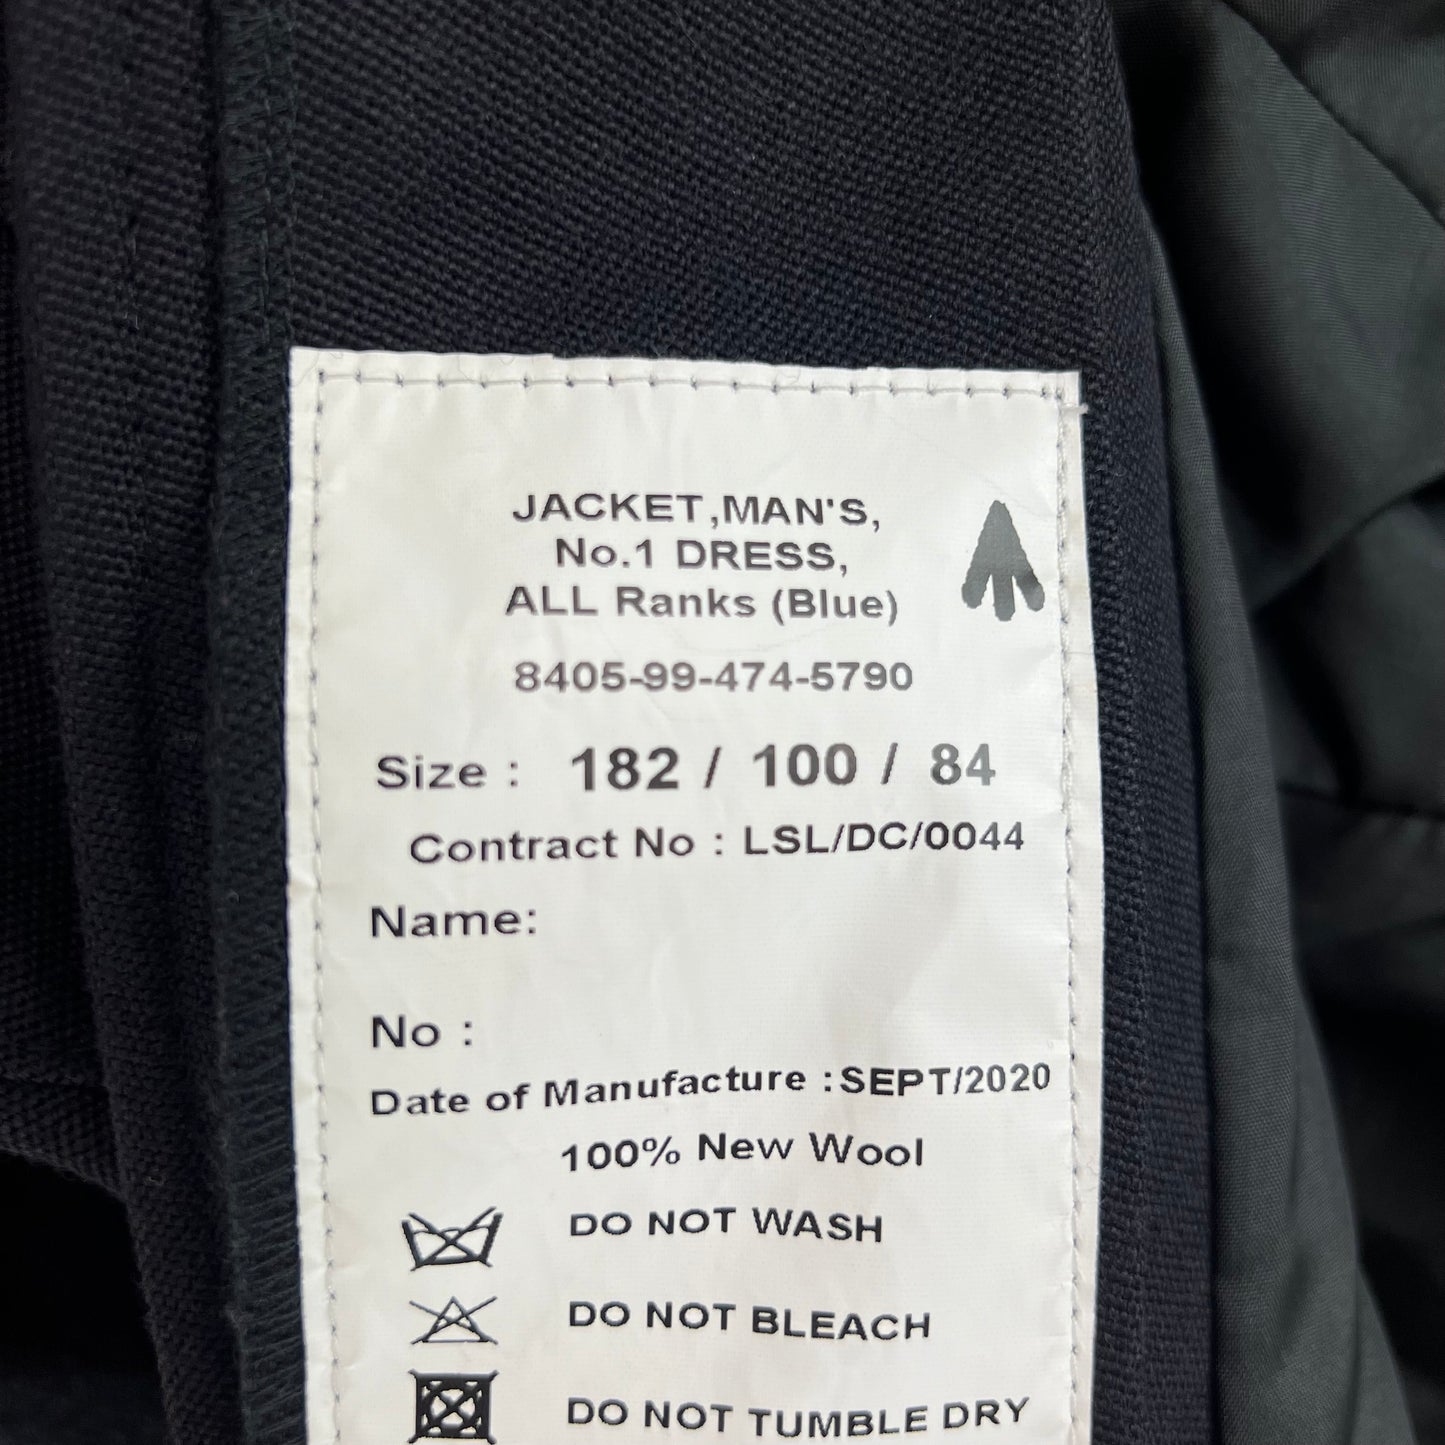 JACKET,MAN'S,
No.1 DRESS,
ALL Ranks (Blue)
8405-99-474-5790
Size : 182 / 100 / 84
Contract No : LSL/DC/0044
Name:
No :
Date of Manufacture :SEPT/2020
100% New Wool
DO NOT WASH
DO NOT BLEACH
DO NOT TUMBLE DRY